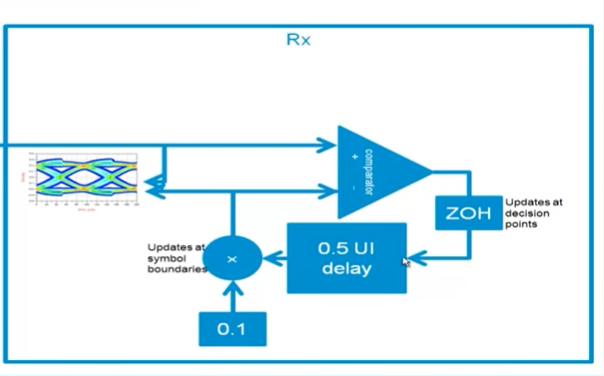 Rx
comparator
+
-
ZOH
Updates at
decision
points
0.5 UI
delay
Updates at
symbol
boundaries
x
0.1